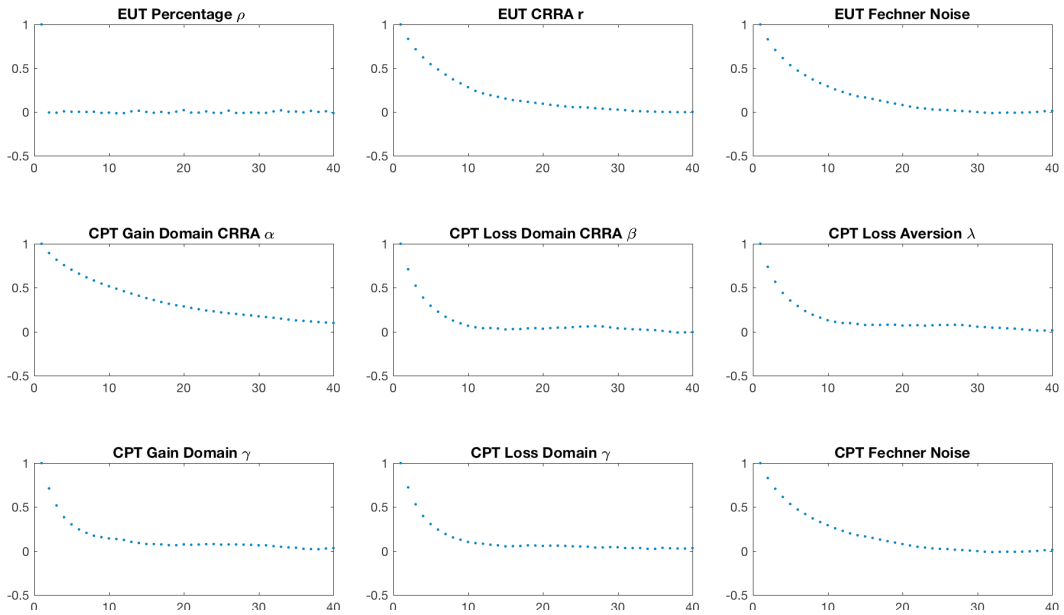 EUT Percentage ρ
1
0.5
0
-0.5
0 10 20 30 40
EUT CRRA r
1
0.5
0
-0.5
0 10 20 30 40
EUT Fechner Noise
1
0.5
0
-0.5
0 10 20 30 40
CPT Gain Domain CRRA α
1
0.5
0
-0.5
0 10 20 30 40
CPT Loss Domain CRRA β
1
0.5
0
-0.5
0 10 20 30 40
CPT Loss Aversion λ
1
0.5
0
-0.5
0 10 20 30 40
CPT Gain Domain γ
1
0.5
0
-0.5
0 10 20 30 40
CPT Loss Domain γ
1
0.5
0
-0.5
0 10 20 30 40
CPT Fechner Noise
1
0.5
0
-0.5
0 10 20 30 40